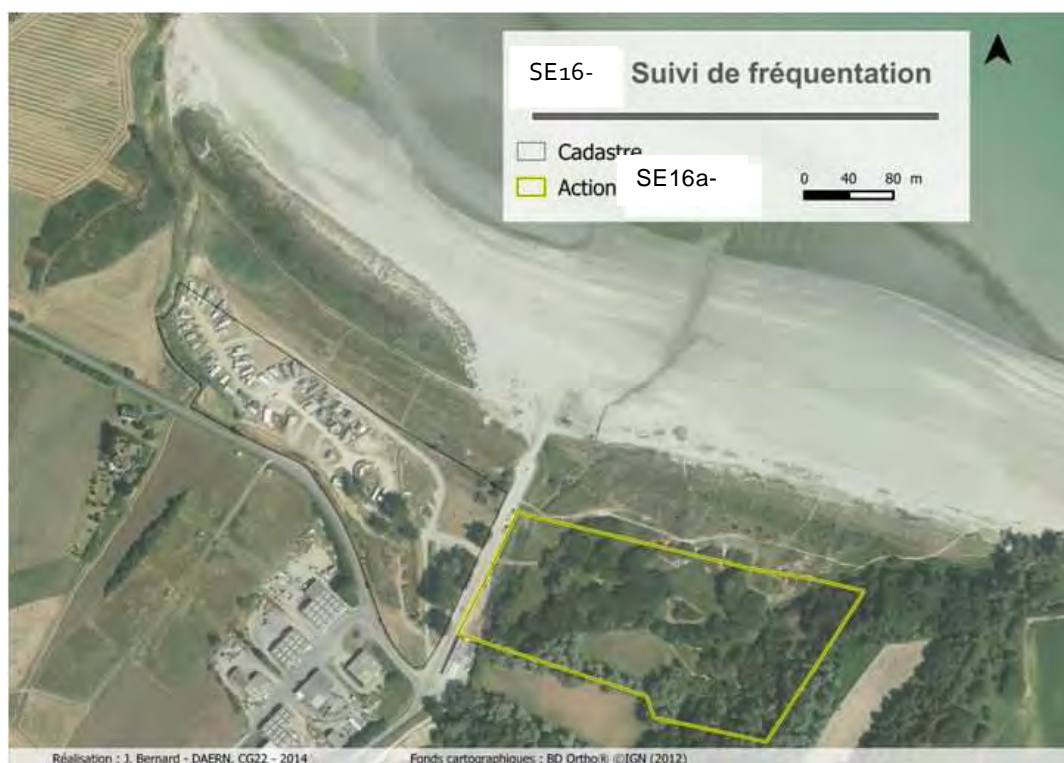 SE16- Suivi de fréquentation
Cadastre
Action SE16a-
0 40 80 m
Réalisation : J. Bernard - DAERN, CG22 - 2014 Fonds cartographiques : BD Ortho® ©IGN (2012)